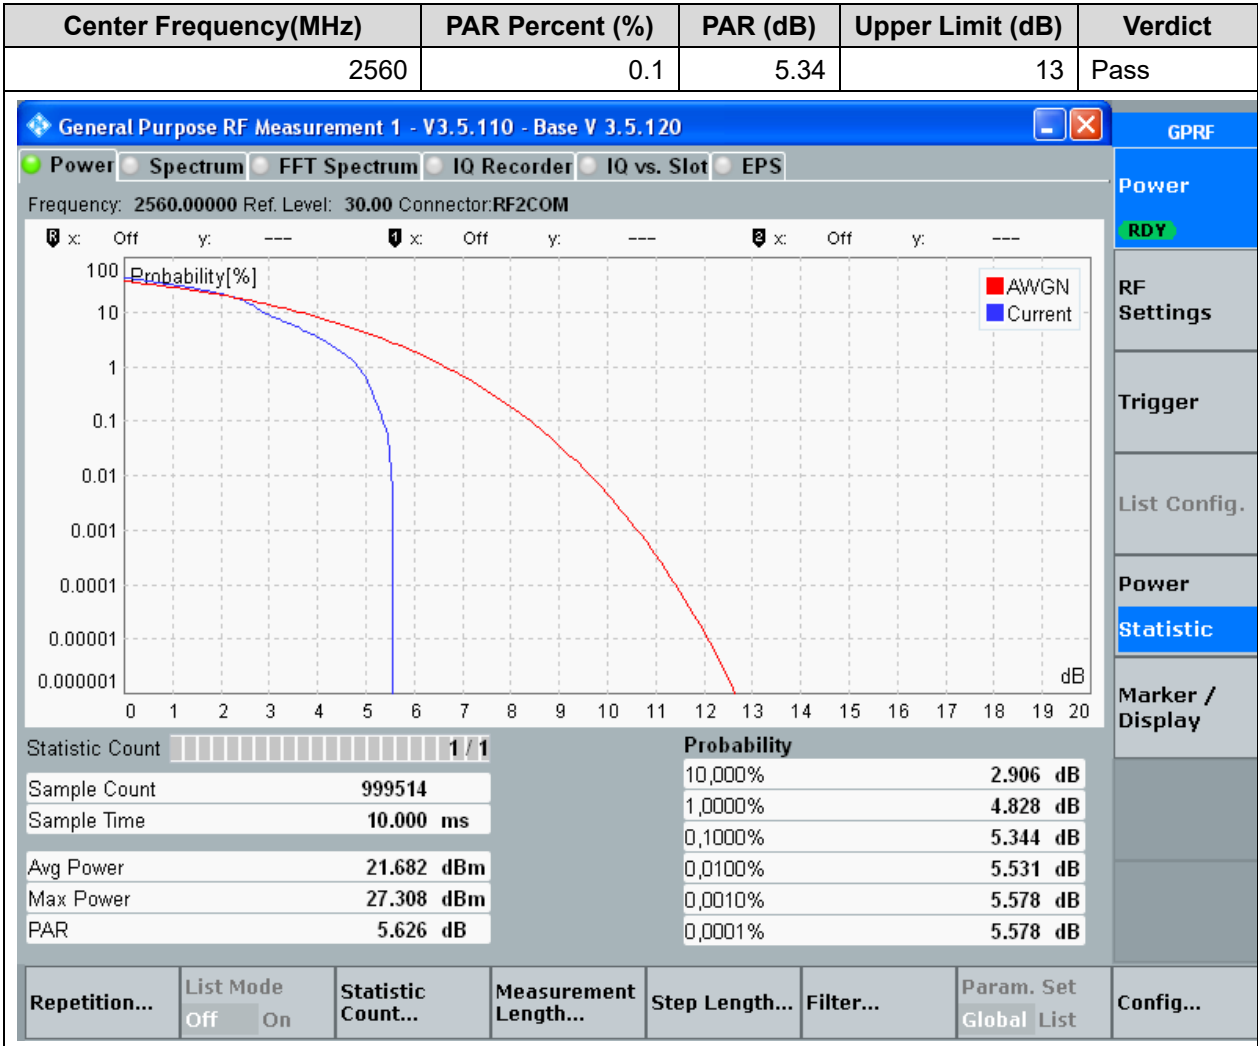 Center Frequency(MHz) PAR Percent (%) PAR (dB) Upper Limit (dB) Verdict
2560 0.1 5.34 13 Pass
General Purpose RF Measurement 1 - V3.5.110 - Base V 3.5.120
GPRF
Power Spectrum FFT Spectrum IQ Recorder IQ vs. Slot EPS
Power
RDY
Frequency: 2560.00000 Ref. Level: 30.00 Connector:RF2COM
R x: Off y: --- 1 x: Off y: --- 2 x: Off y: ---
Probability[%]
AWGN
Current
100
10
1
0.1
0.01
0.001
0.0001
0.00001
0.000001
dB
0 1 2 3 4 5 6 7 8 9 10 11 12 13 14 15 16 17 18 19 20
RF
Settings
Trigger
List Config.
Power
Statistic
Marker /
Display
Statistic Count 1 / 1
Sample Count 999514
Sample Time 10.000 ms
Avg Power 21.682 dBm
Max Power 27.308 dBm
PAR 5.626 dB
Probability
10,000% 2.906 dB
1,0000% 4.828 dB
0,1000% 5.344 dB
0,0100% 5.531 dB
0,0010% 5.578 dB
0,0001% 5.578 dB
Repetition...
List Mode
Off On
Statistic
Count...
Measurement
Length...
Step Length...
Filter...
Param. Set
Global List
Config...